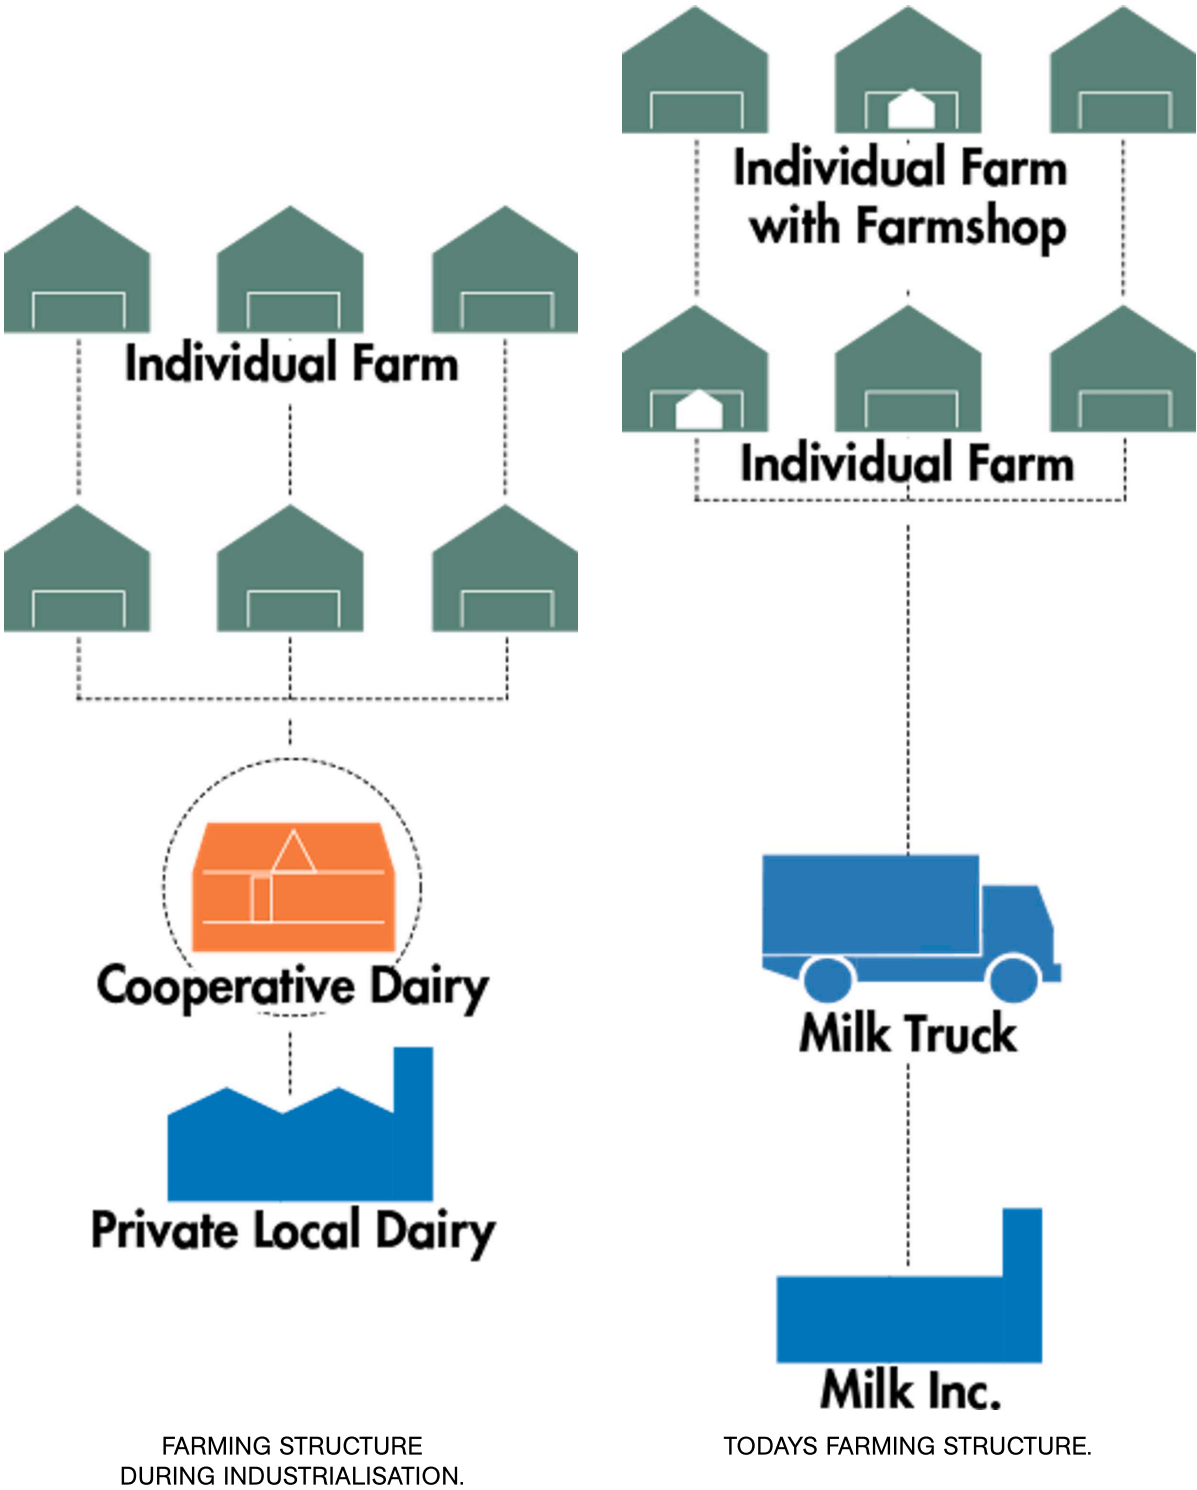 Individual Farm
Cooperative Dairy
Private Local Dairy
FARMING STRUCTURE
DURING INDUSTRIALISATION.
Individual Farm
with Farmshop
Individual Farm
Milk Truck
Milk Inc.
TODAYS FARMING STRUCTURE.